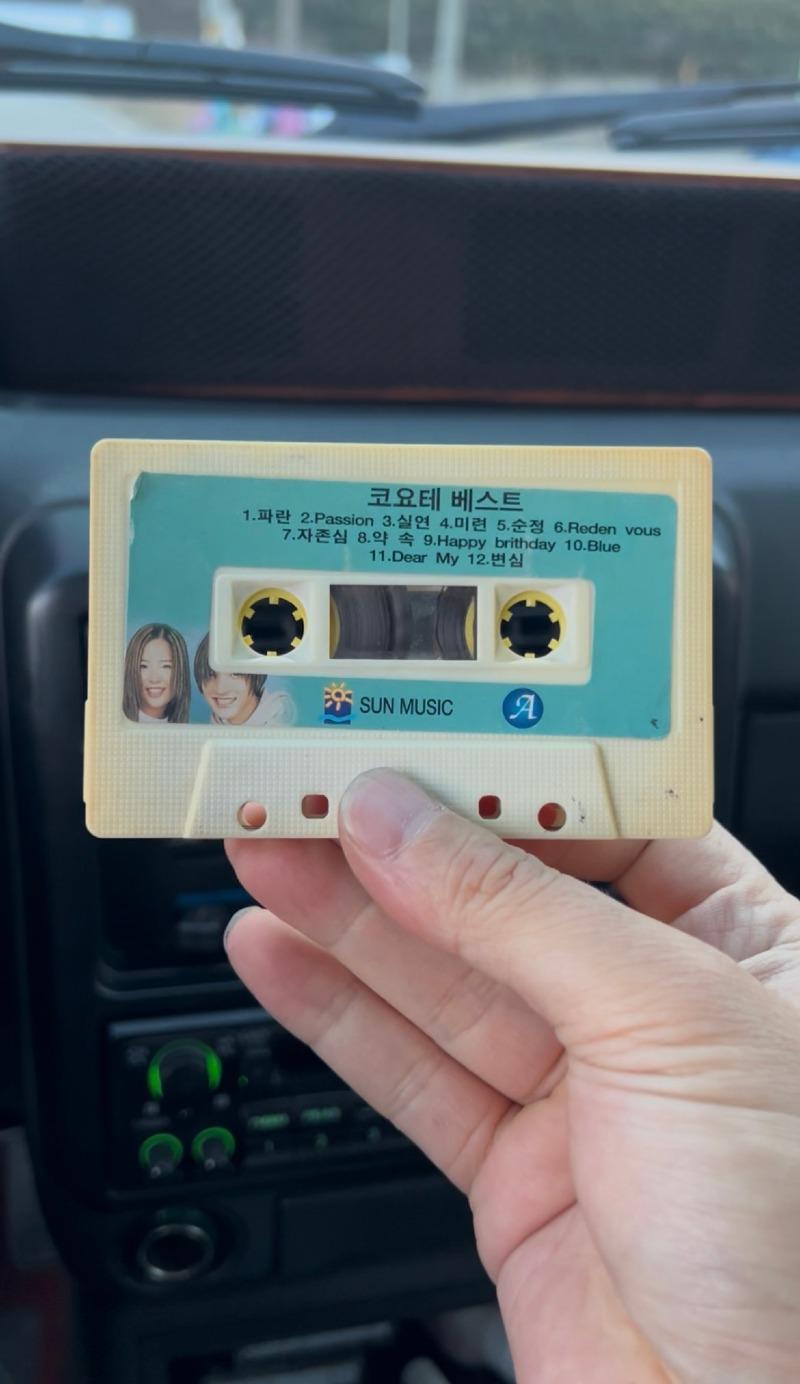 코요테 베스트
1.파란 2.Passion 3.실연 4.미련 5.순정 6.Reden vous
7.자존심 8.약 속 9.Happy brithday 10.Blue
11.Dear My 12.변심
SUN MUSIC
A